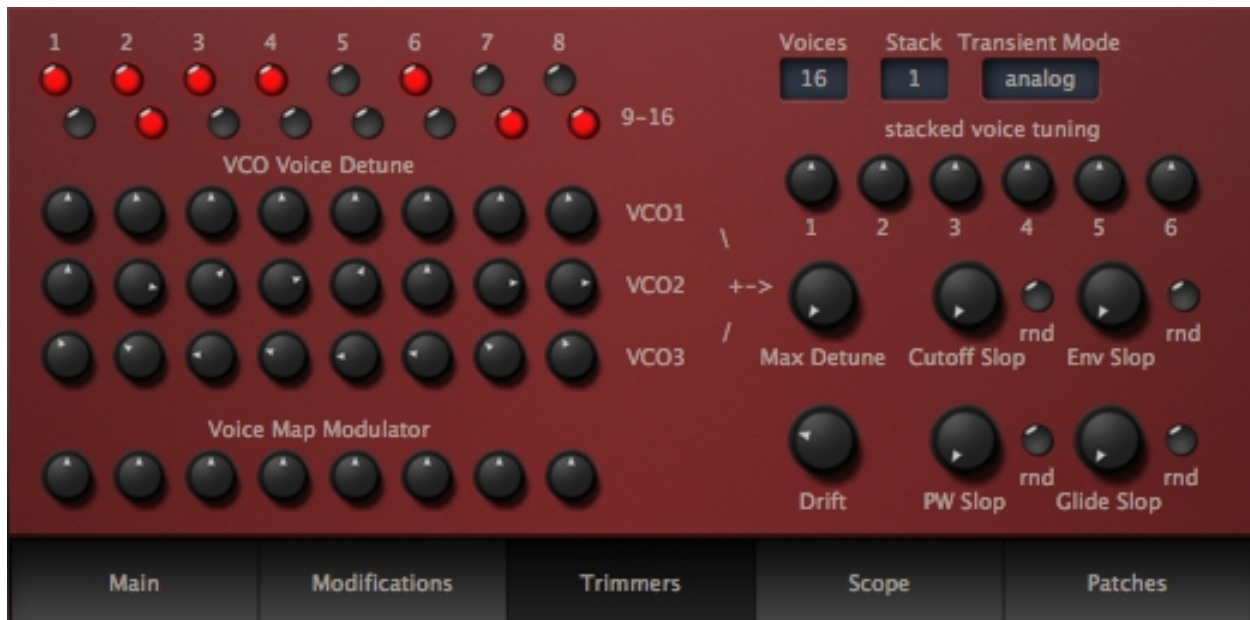 1 2 3 4 5 6 7 8
9-16
VCO Voice Detune
VCO1
VCO2
VCO3
Voice Map Modulator
Voices Stack Transient Mode
16 1 analog
stacked voice tuning
1 2 3 4 5 6
\
+->
/
rnd rnd
Max Detune Cutoff Slop Env Slop
rnd rnd
Drift PW Slop Glide Slop
Main Modifications Trimmers Scope Patches